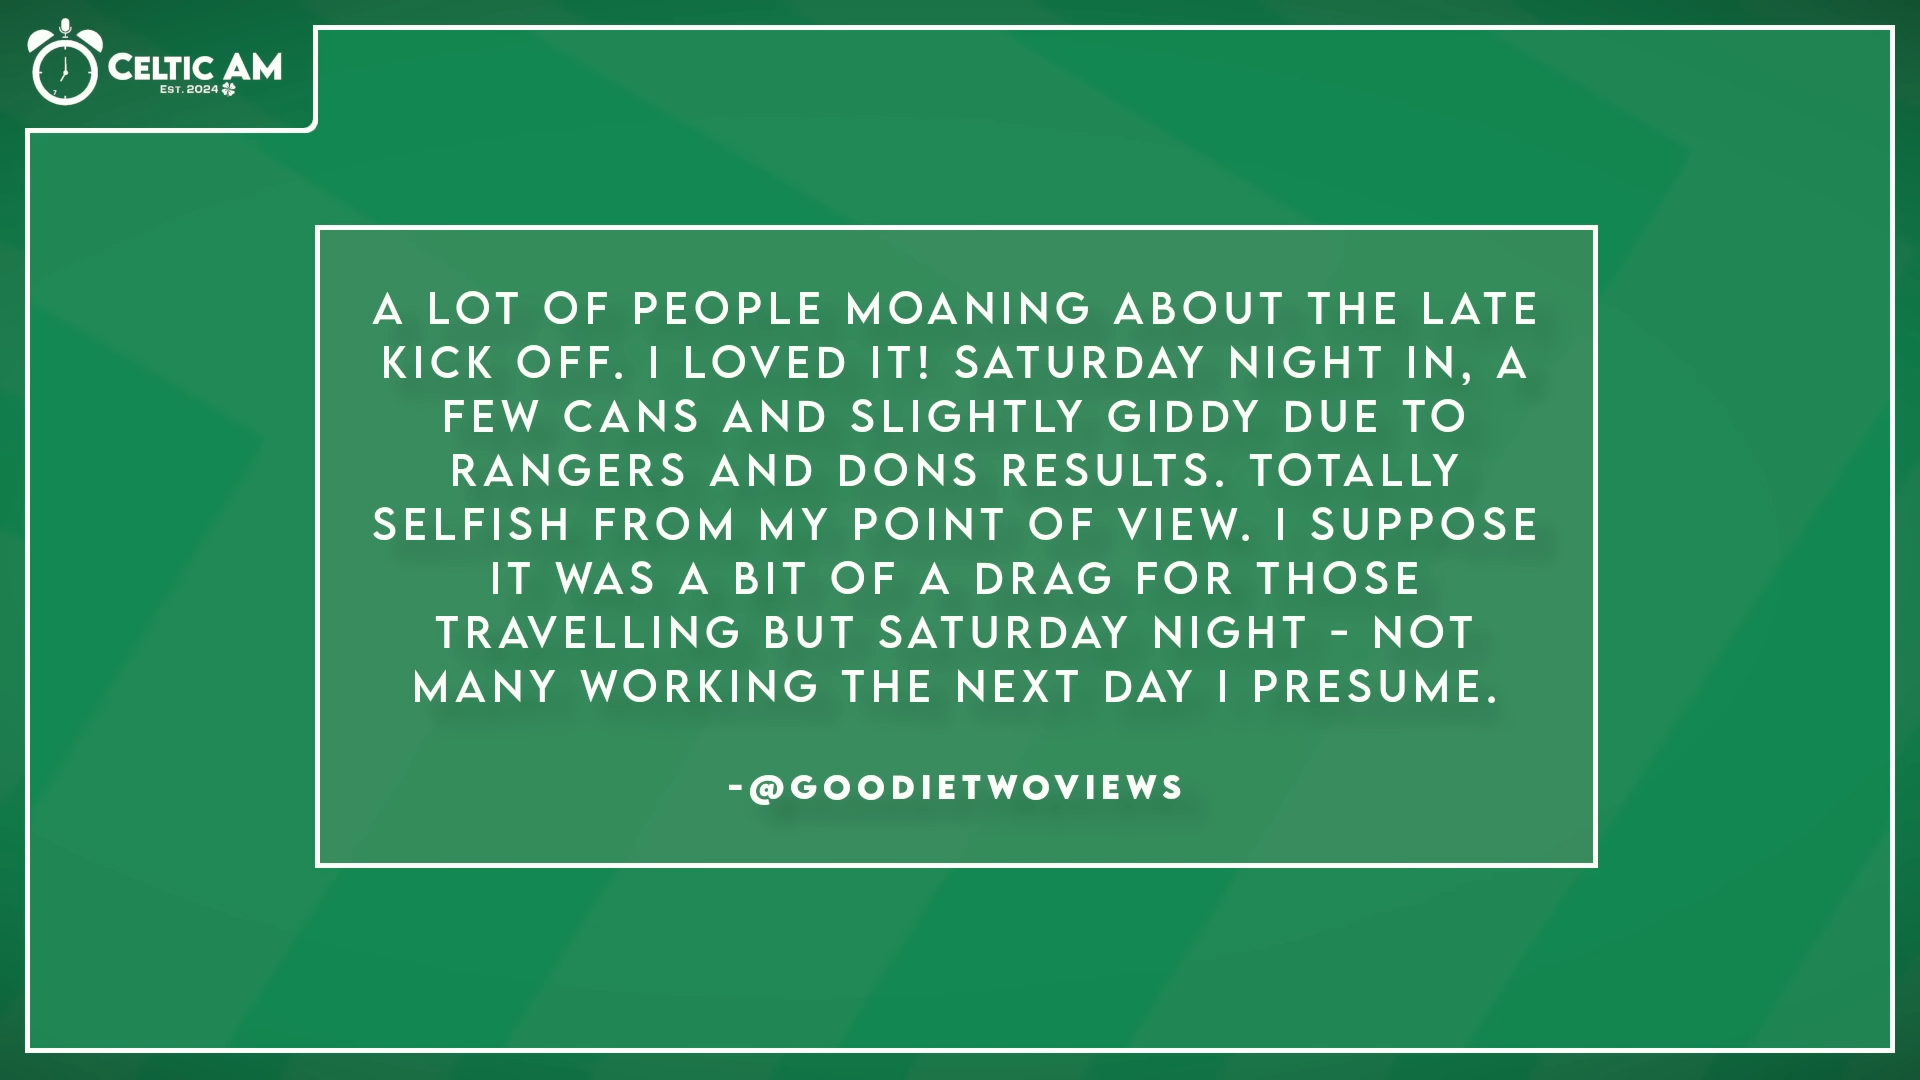 CELTIC AM
EST. 2024
A LOT OF PEOPLE MOANING ABOUT THE LATE
KICK OFF. I LOVED IT! SATURDAY NIGHT IN, A
FEW CANS AND SLIGHTLY GIDDY DUE TO
RANGERS AND DONS RESULTS. TOTALLY
SELFISH FROM MY POINT OF VIEW. I SUPPOSE
IT WAS A BIT OF A DRAG FOR THOSE
TRAVELLING BUT SATURDAY NIGHT - NOT
MANY WORKING THE NEXT DAY I PRESUME.
-@GOODIETWOVIEWS